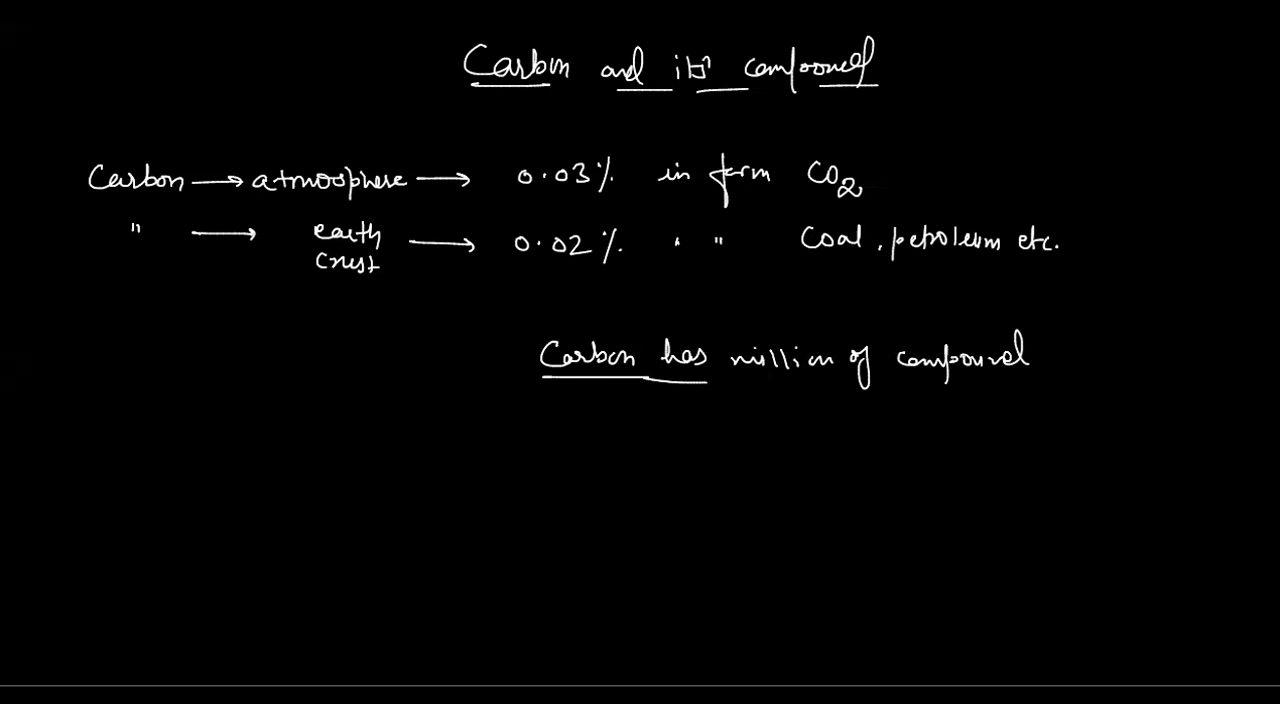 Carbon and its' compound
Carbon → atmosphere → 0.03% in form CO2
" → earth crust → 0.02% " " Coal, petroleum etc.
Carbon has million of compound